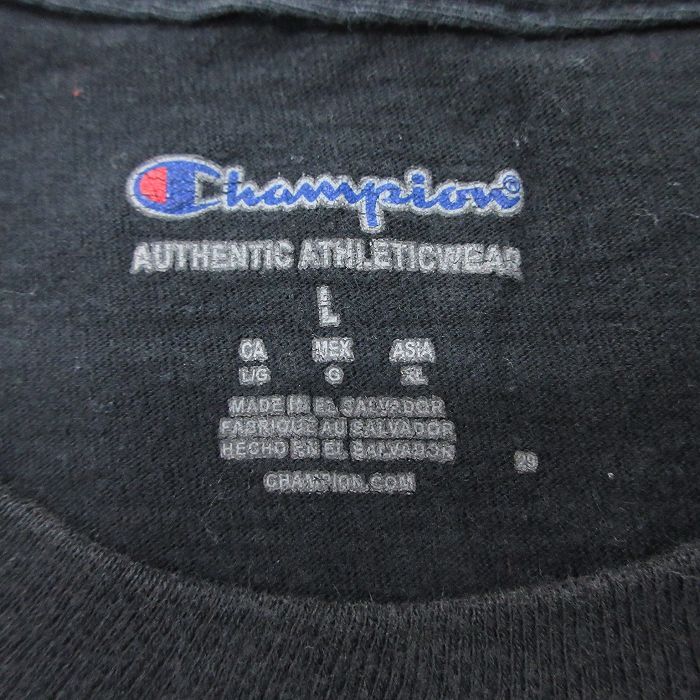 Champion®
AUTHENTIC ATHLETICWEAR
L
CA MEX ASIA
L/G G XL
MADE IN EL SALVADOR
FABRIQUE AU SALVADOR
HECHO EN EL SALVADOR
29
CHAMPION.COM